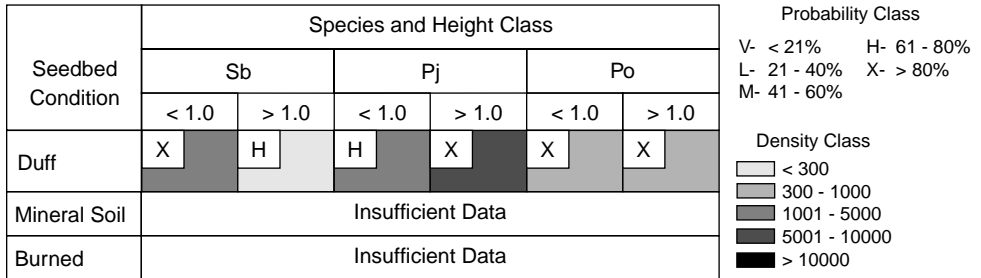 Species and Height Class
Seedbed Condition
Sb Pj Po
< 1.0 > 1.0 < 1.0 > 1.0 < 1.0 > 1.0
Duff X H H X X X
Mineral Soil Insufficient Data
Burned Insufficient Data
Probability Class
V- < 21% H- 61 - 80%
L- 21 - 40% X- > 80%
M- 41 - 60%
Density Class
< 300
300 - 1000
1001 - 5000
5001 - 10000
> 10000